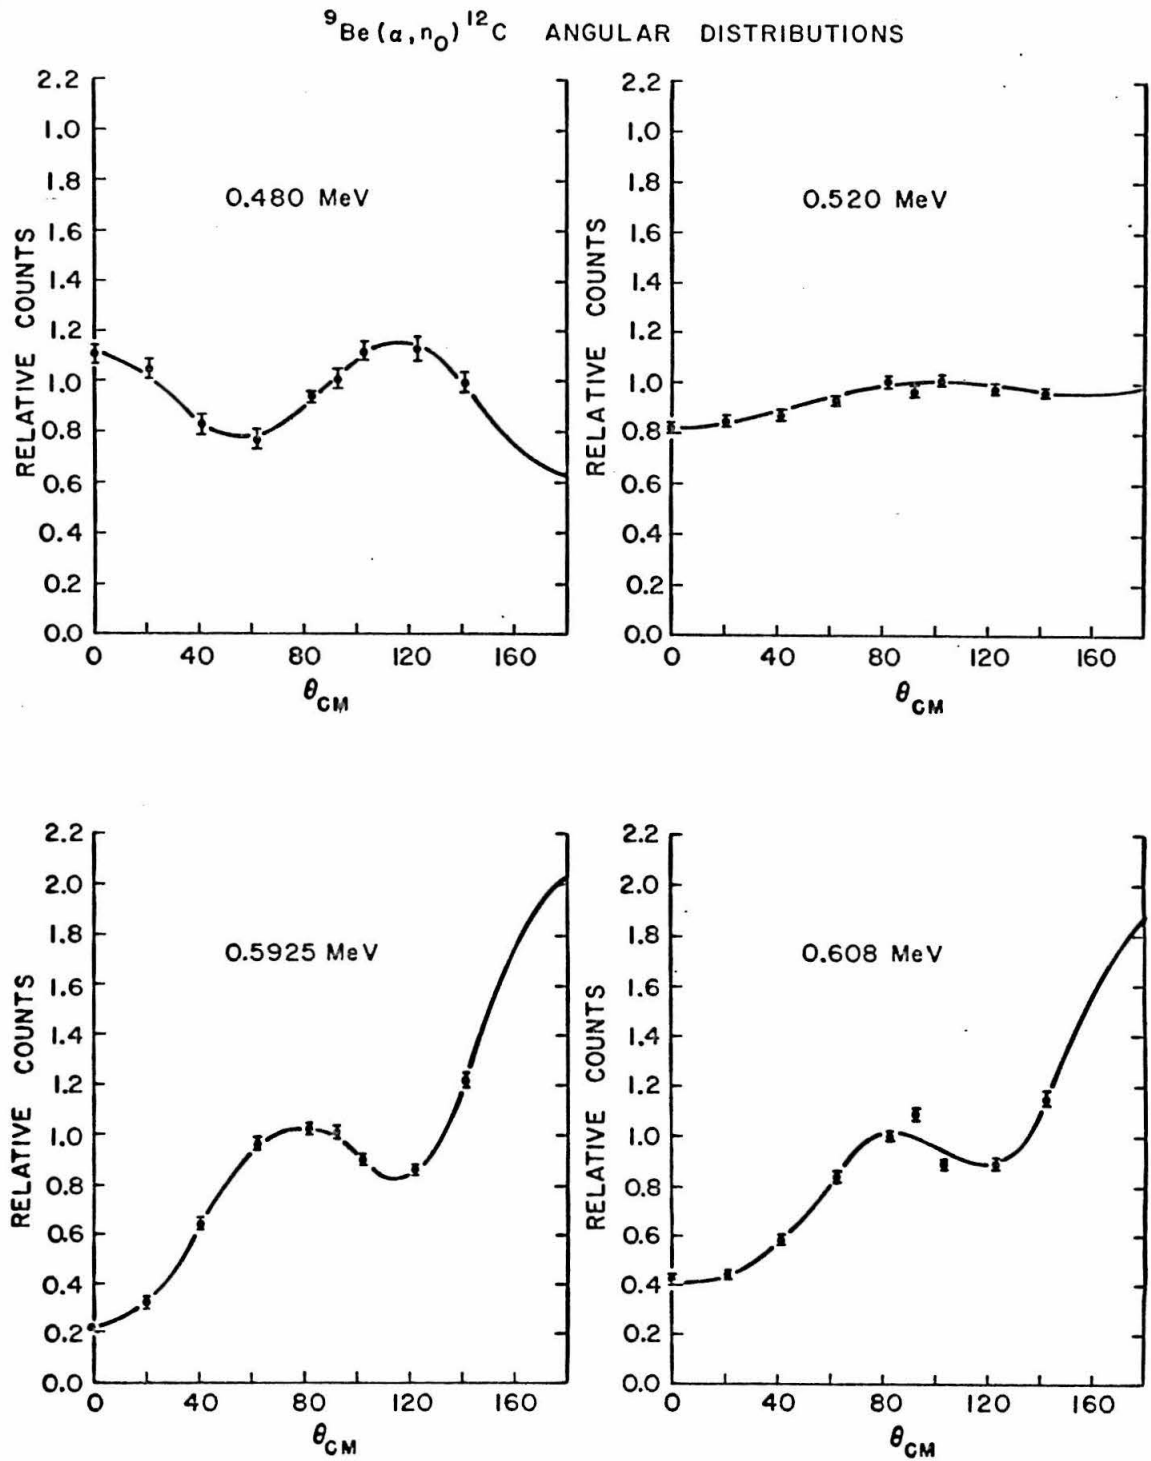 ⁹Be(α,n₀)¹²C ANGULAR DISTRIBUTIONS
2.2
1.0
1.8
1.6
1.4
1.2
1.0
0.8
0.6
0.4
0.2
0.0
RELATIVE COUNTS
0.480 MeV
0 40 80 120 160
θCM
2.2
1.0
1.8
1.6
1.4
1.2
1.0
0.8
0.6
0.4
0.2
0.0
RELATIVE COUNTS
0.520 MeV
0 40 80 120 160
θCM
2.2
2.0
1.8
1.6
1.4
1.2
1.0
0.8
0.6
0.4
0.2
0.0
RELATIVE COUNTS
0.5925 MeV
0 40 80 120 160
θCM
2.2
2.0
1.8
1.6
1.4
1.2
1.0
0.8
0.6
0.4
0.2
0.0
RELATIVE COUNTS
0.608 MeV
0 40 80 120 160
θCM